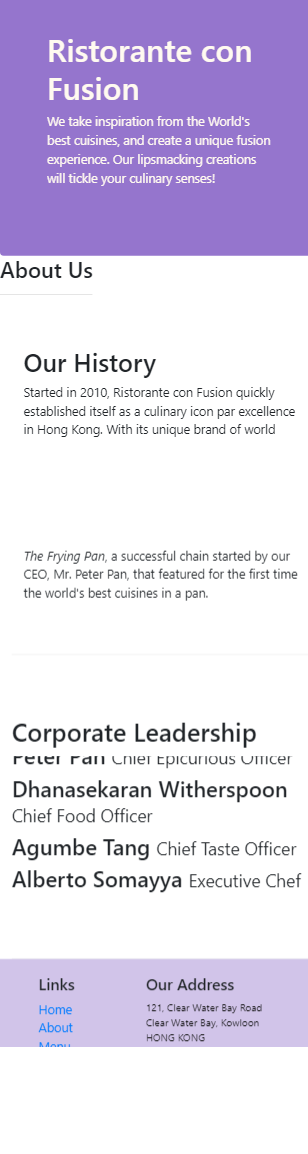 Ristorante con
Fusion
We take inspiration from the World's
best cuisines, and create a unique fusion
experience. Our lipsmacking creations
will tickle your culinary senses!
About Us
Our History
Started in 2010, Ristorante con Fusion quickly
established itself as a culinary icon par excellence
in Hong Kong. With its unique brand of world
The Frying Pan, a successful chain started by our
CEO, Mr. Peter Pan, that featured for the first time
the world's best cuisines in a pan.
Corporate Leadership
Peter Pan Chief Epicurious Officer
Dhanasekaran Witherspoon
Chief Food Officer
Agumbe Tang Chief Taste Officer
Alberto Somayya Executive Chef
Links
Home
About
Menu
Our Address
121, Clear Water Bay Road
Clear Water Bay, Kowloon
HONG KONG